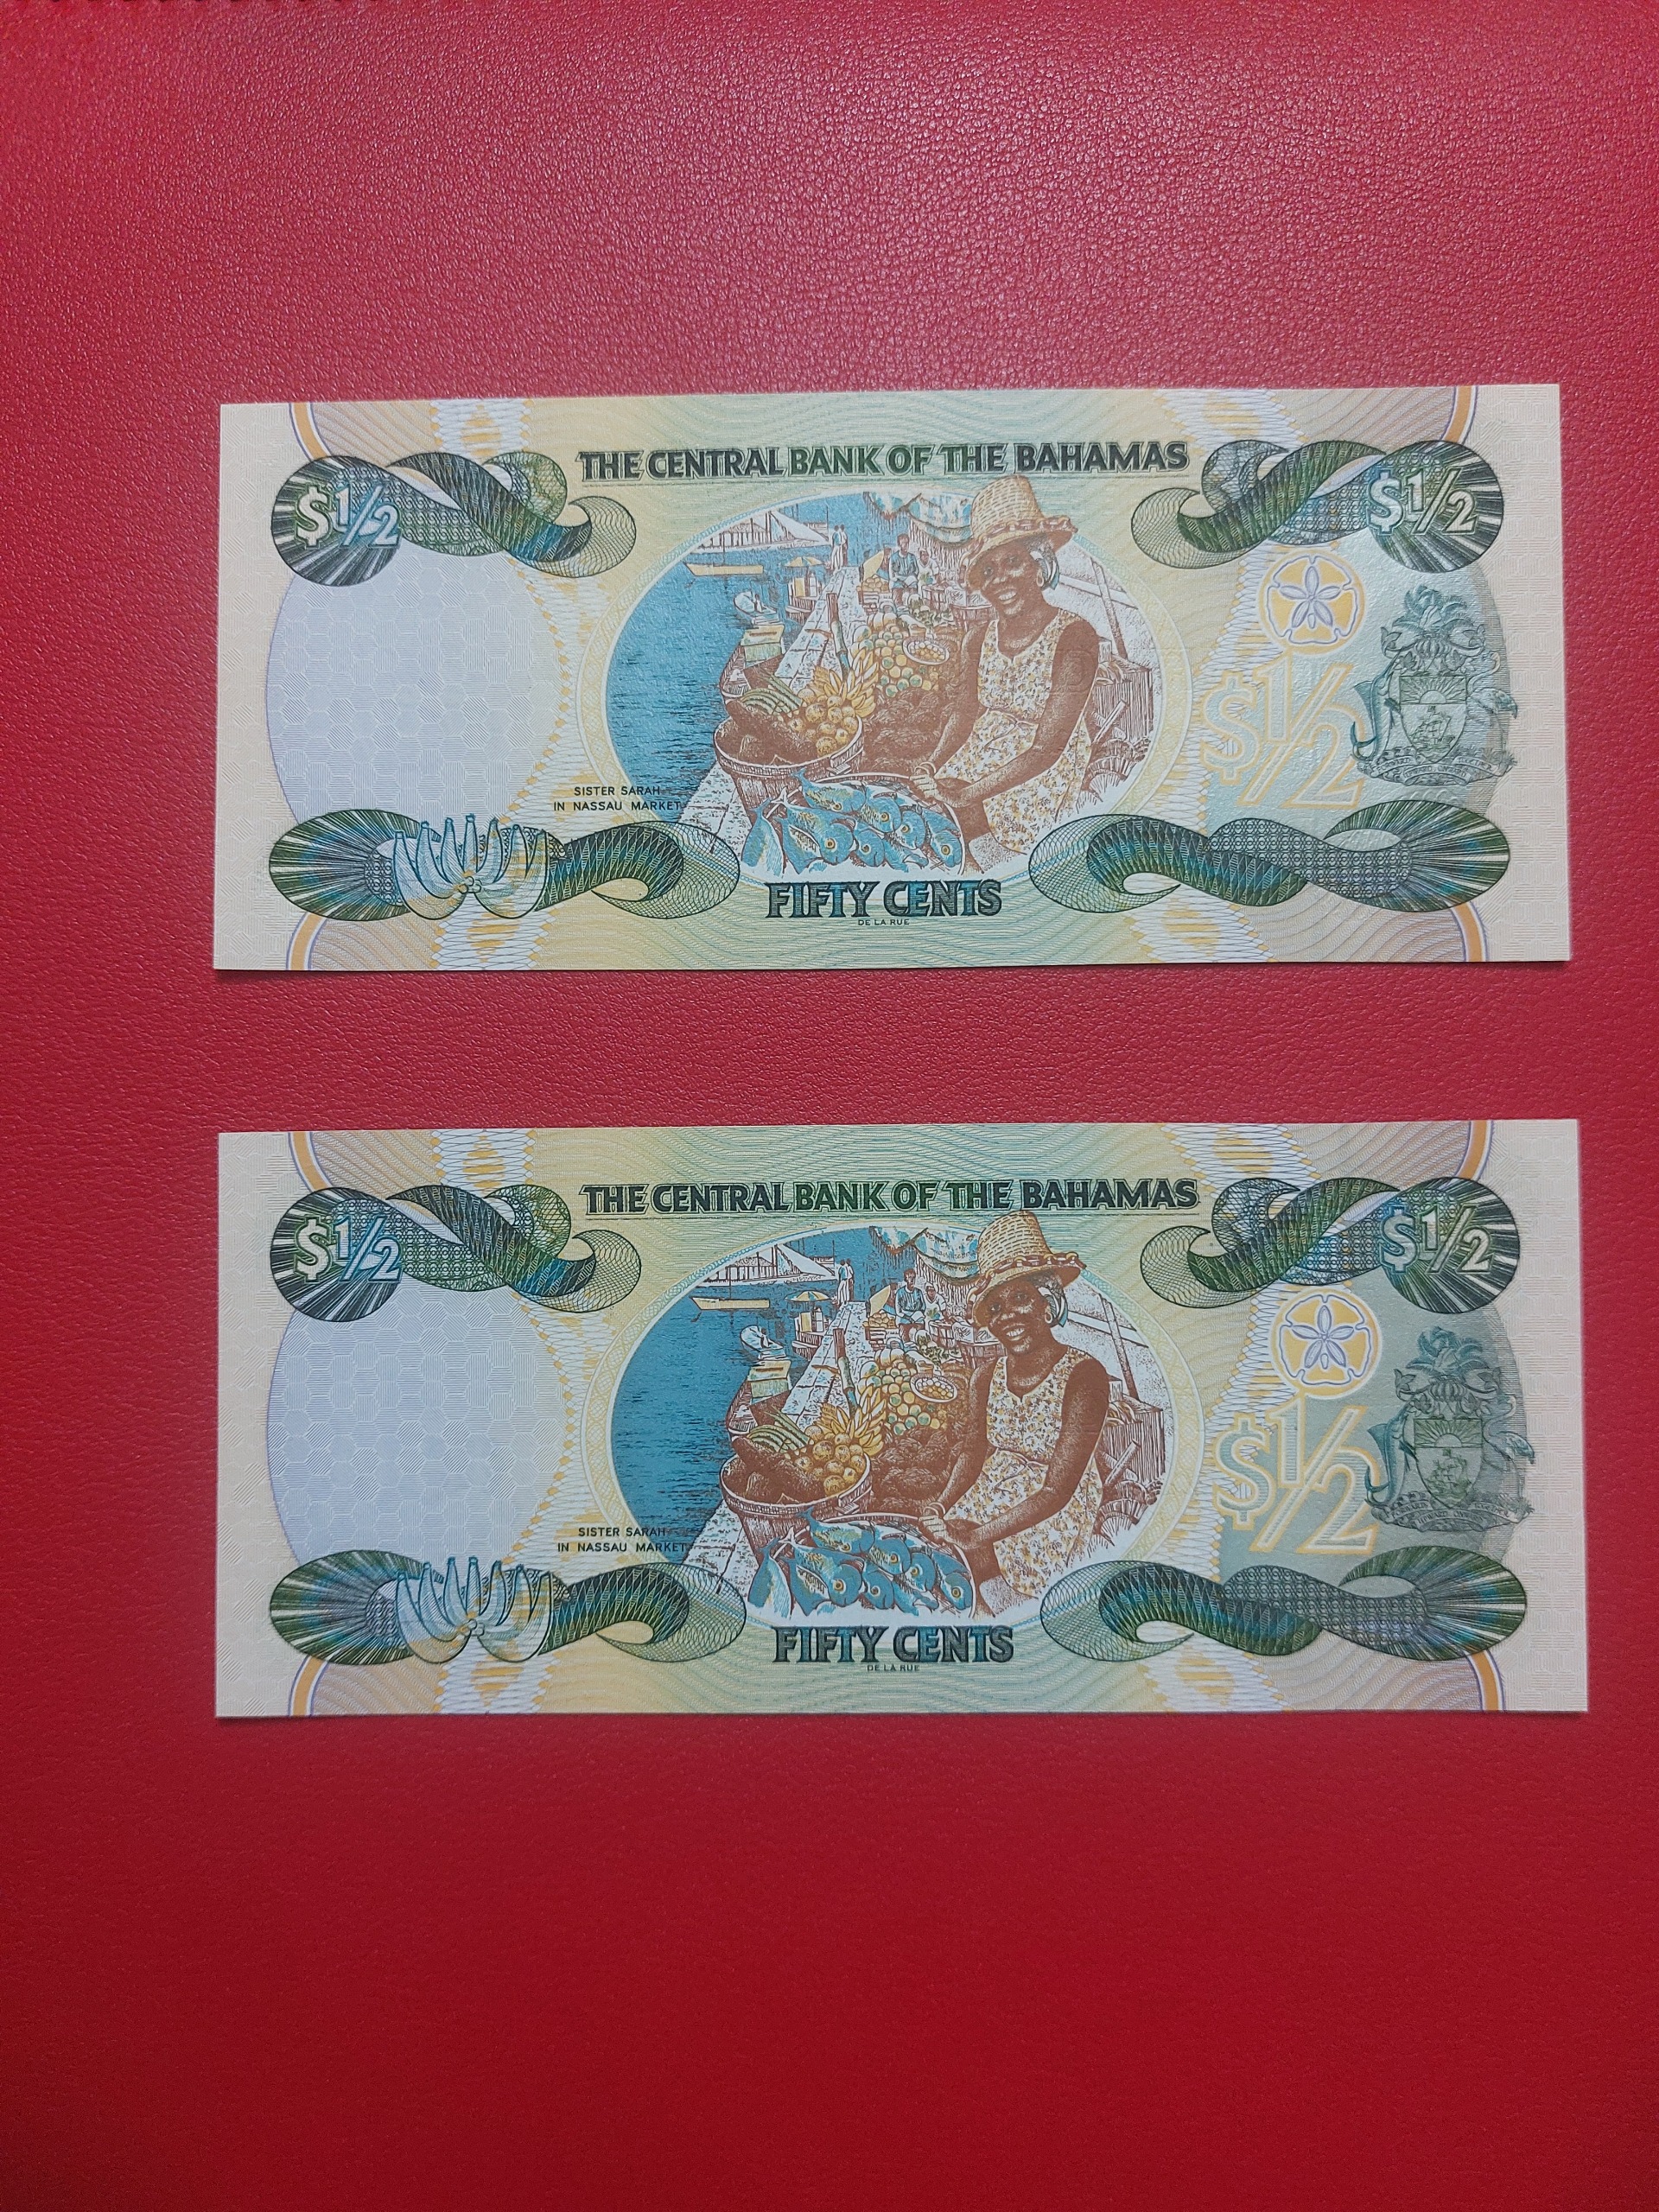 THE CENTRAL BANK OF THE BAHAMAS
$1/2
$1/2
$1/2
SISTER SARAH
IN NASSAU MARKET
FIFTY CENTS
DE LA RUE
THE CENTRAL BANK OF THE BAHAMAS
$1/2
$1/2
$1/2
SISTER SARAH
IN NASSAU MARKET
FIFTY CENTS
DE LA RUE